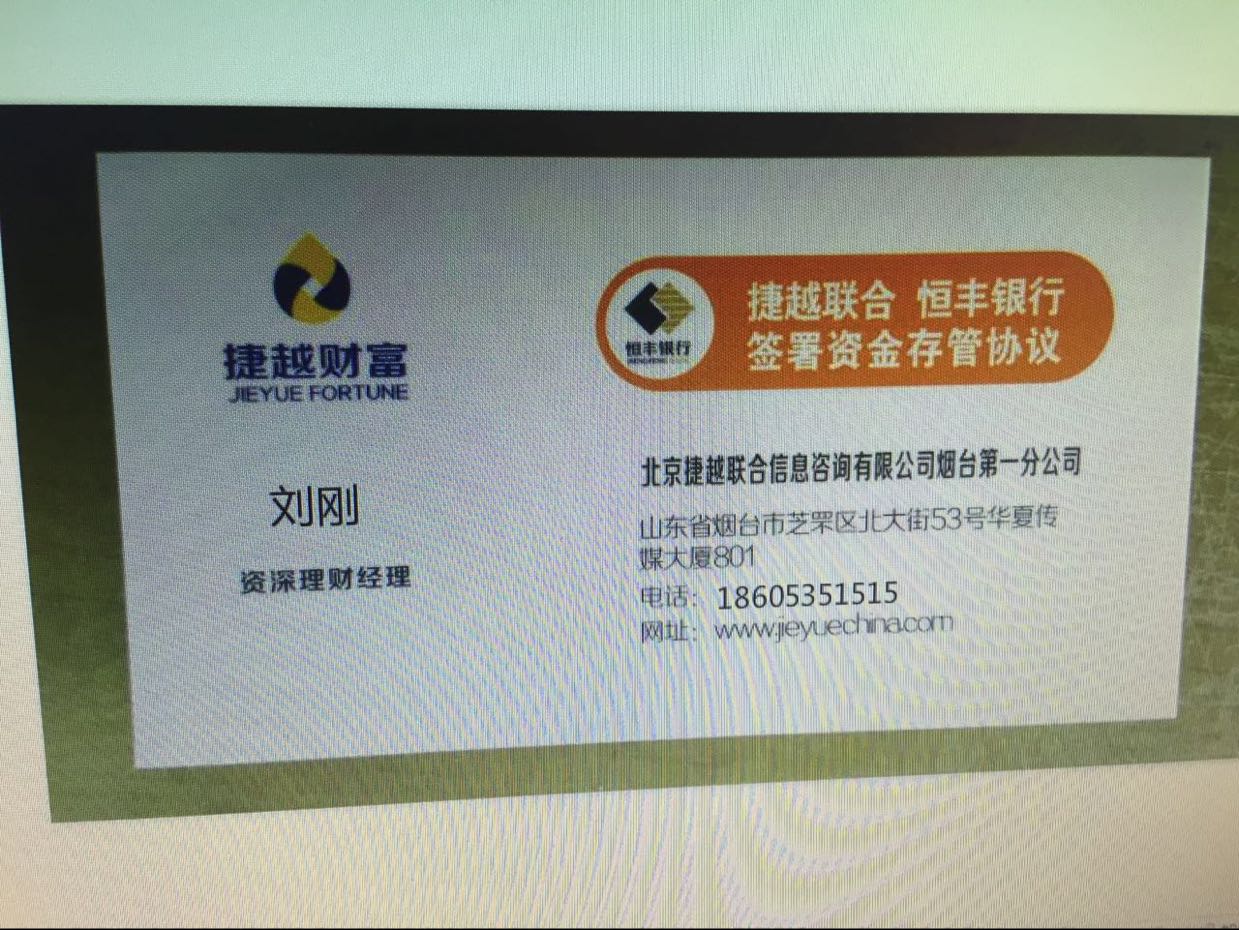 捷越财富
JIEYUE FORTUNE
恒丰银行
捷越联合 恒丰银行
签署资金存管协议
刘刚
资深理财经理
北京捷越联合信息咨询有限公司烟台第一分公司
山东省烟台市芝罘区北大街53号华夏传
媒大厦801
电话：18605351515
网址：www.jieyuechina.com